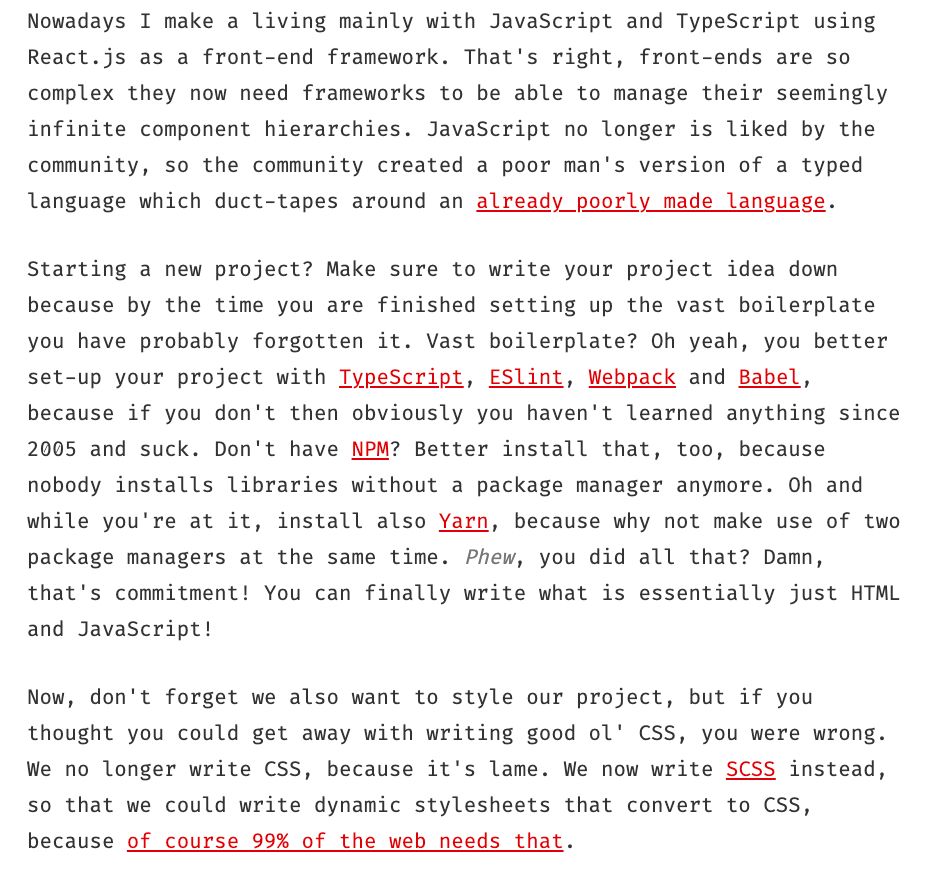 Nowadays I make a living mainly with JavaScript and TypeScript using
React.js as a front-end framework. That's right, front-ends are so
complex they now need frameworks to be able to manage their seemingly
infinite component hierarchies. JavaScript no longer is liked by the
community, so the community created a poor man's version of a typed
language which duct-tapes around an already poorly made language.
Starting a new project? Make sure to write your project idea down
because by the time you are finished setting up the vast boilerplate
you have probably forgotten it. Vast boilerplate? Oh yeah, you better
set-up your project with TypeScript, ESlint, Webpack and Babel,
because if you don't then obviously you haven't learned anything since
2005 and suck. Don't have NPM? Better install that, too, because
nobody installs libraries without a package manager anymore. Oh and
while you're at it, install also Yarn, because why not make use of two
package managers at the same time. Phew, you did all that? Damn,
that's commitment! You can finally write what is essentially just HTML
and JavaScript!
Now, don't forget we also want to style our project, but if you
thought you could get away with writing good ol' CSS, you were wrong.
We no longer write CSS, because it's lame. We now write SCSS instead,
so that we could write dynamic stylesheets that convert to CSS,
because of course 99% of the web needs that.